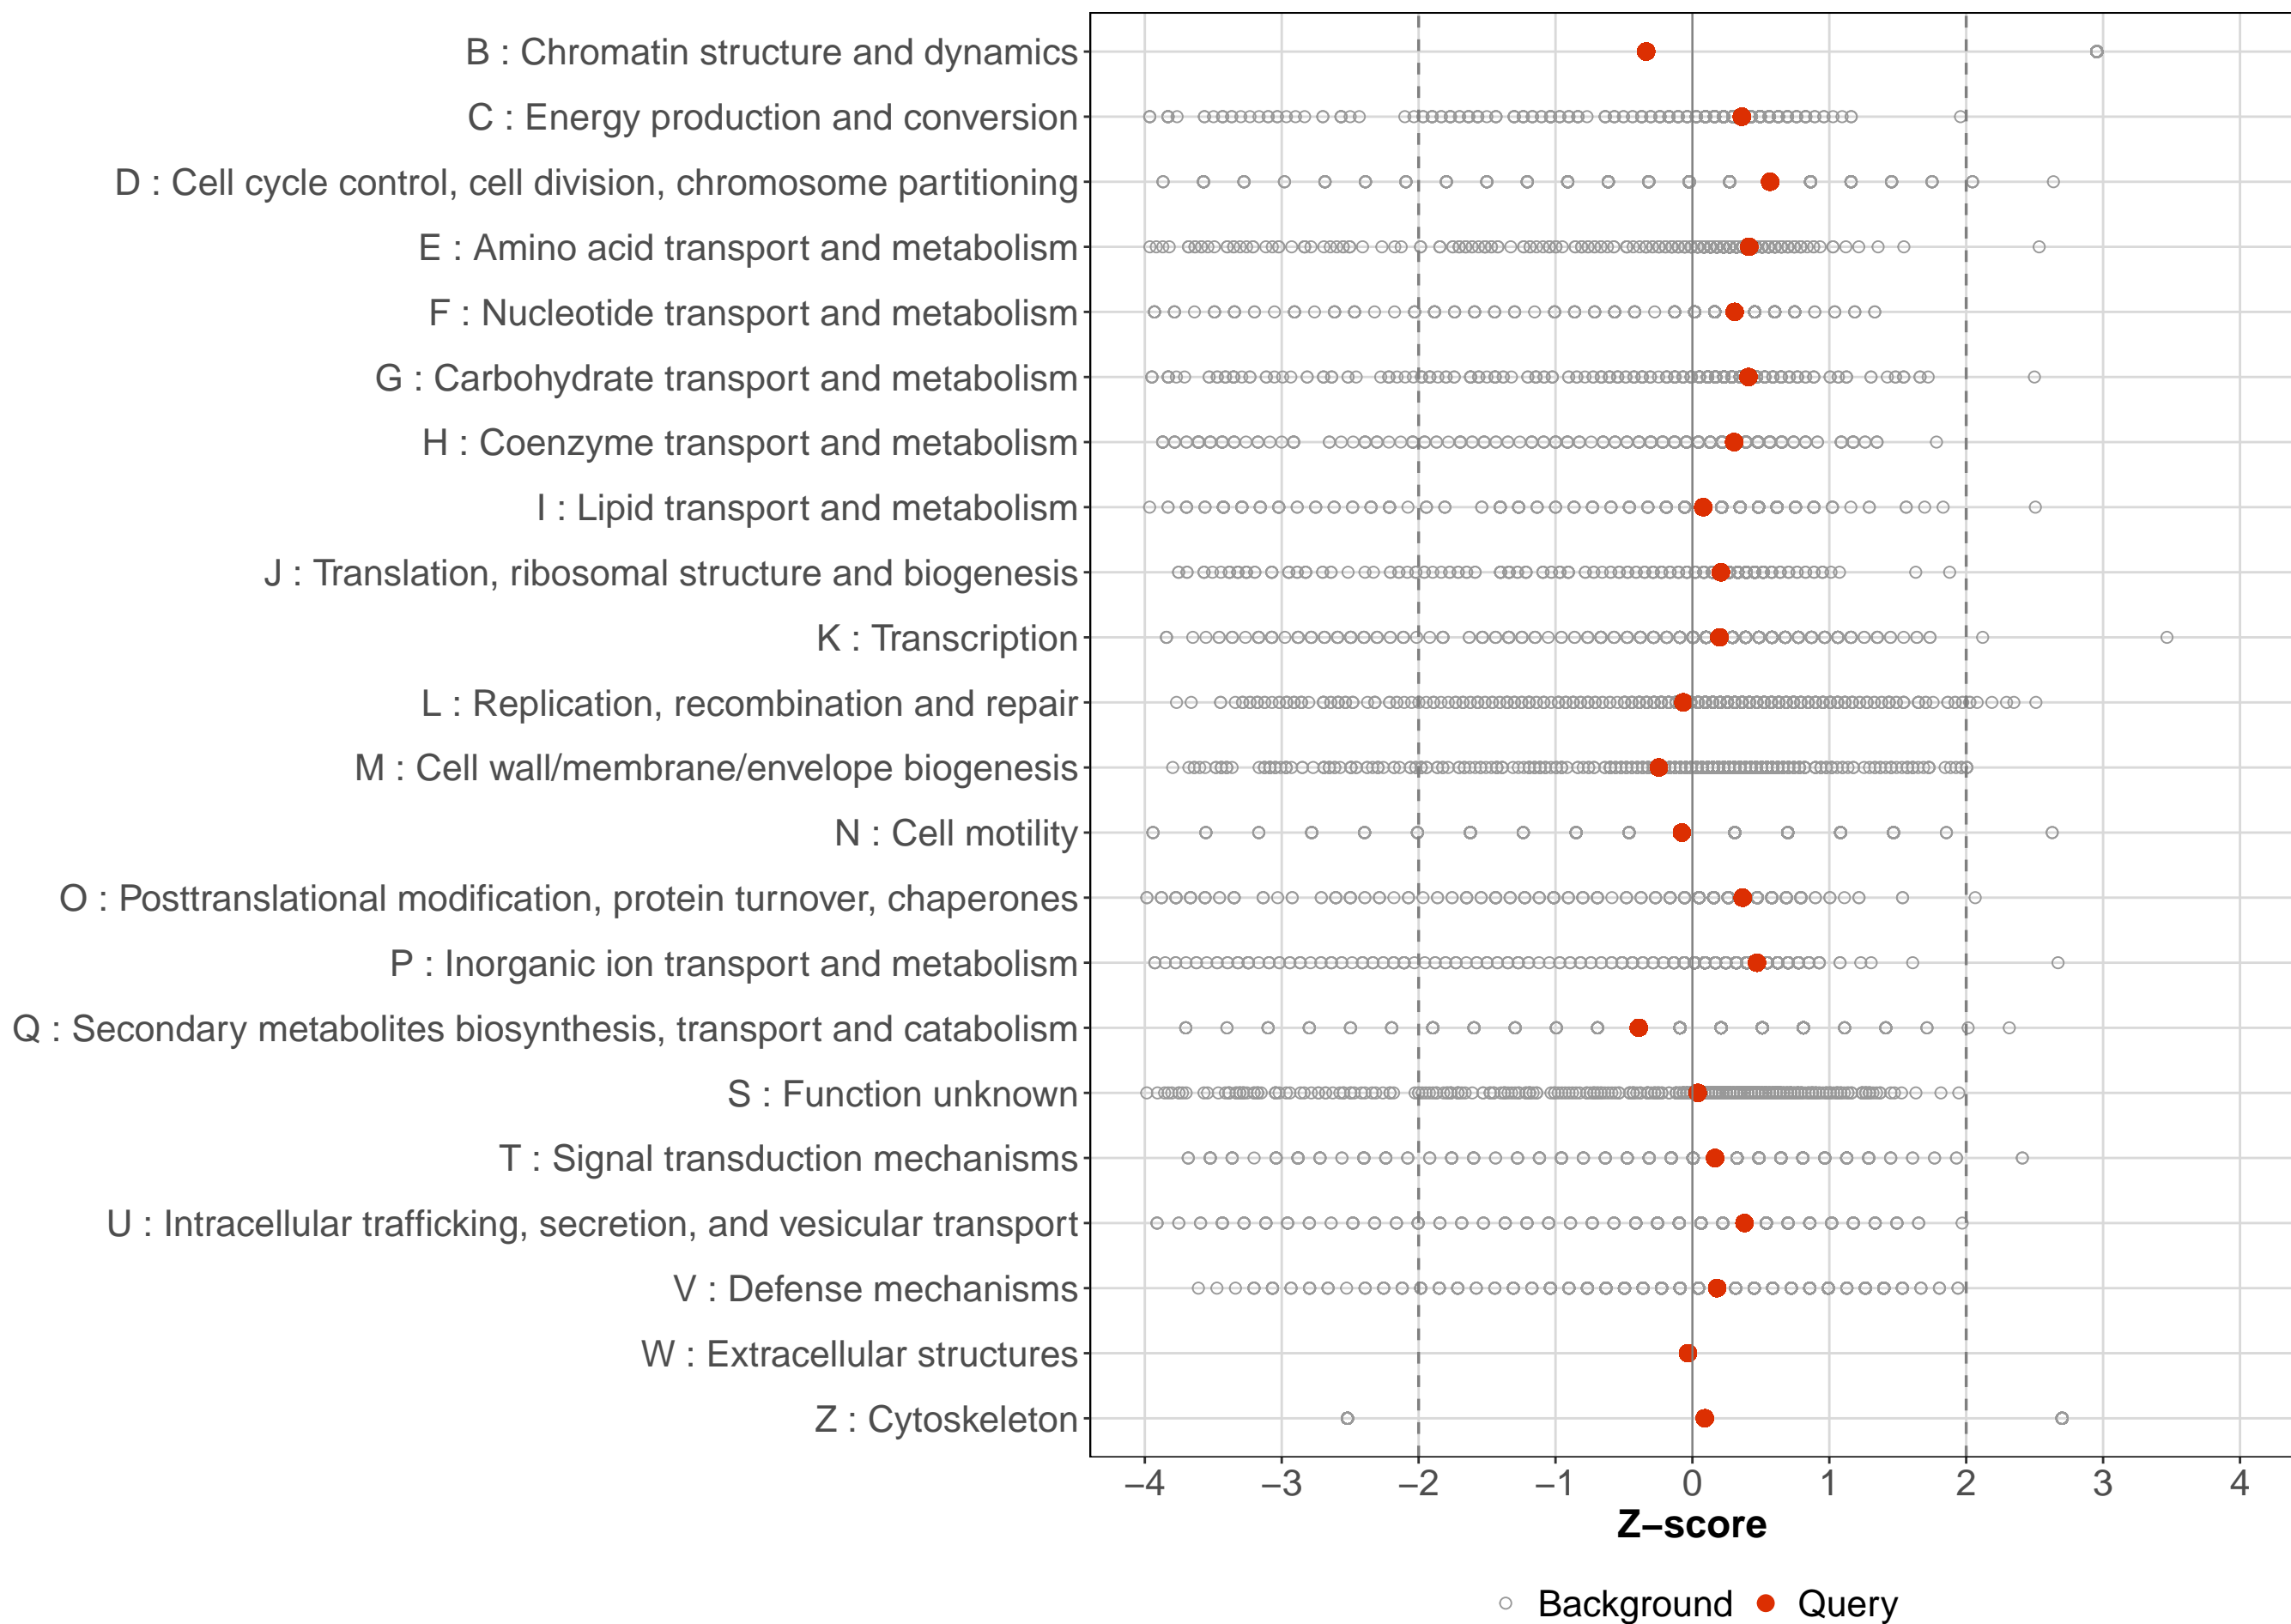 B : Chromatin structure and dynamics
C : Energy production and conversion
D : Cell cycle control, cell division, chromosome partitioning
E : Amino acid transport and metabolism
F : Nucleotide transport and metabolism
G : Carbohydrate transport and metabolism
H : Coenzyme transport and metabolism
I : Lipid transport and metabolism
J : Translation, ribosomal structure and biogenesis
K : Transcription
L : Replication, recombination and repair
M : Cell wall/membrane/envelope biogenesis
N : Cell motility
O : Posttranslational modification, protein turnover, chaperones
P : Inorganic ion transport and metabolism
Q : Secondary metabolites biosynthesis, transport and catabolism
S : Function unknown
T : Signal transduction mechanisms
U : Intracellular trafficking, secretion, and vesicular transport
V : Defense mechanisms
W : Extracellular structures
Z : Cytoskeleton
−4 −3 −2 −1 0 1 2 3 4
Z−score
Background Query